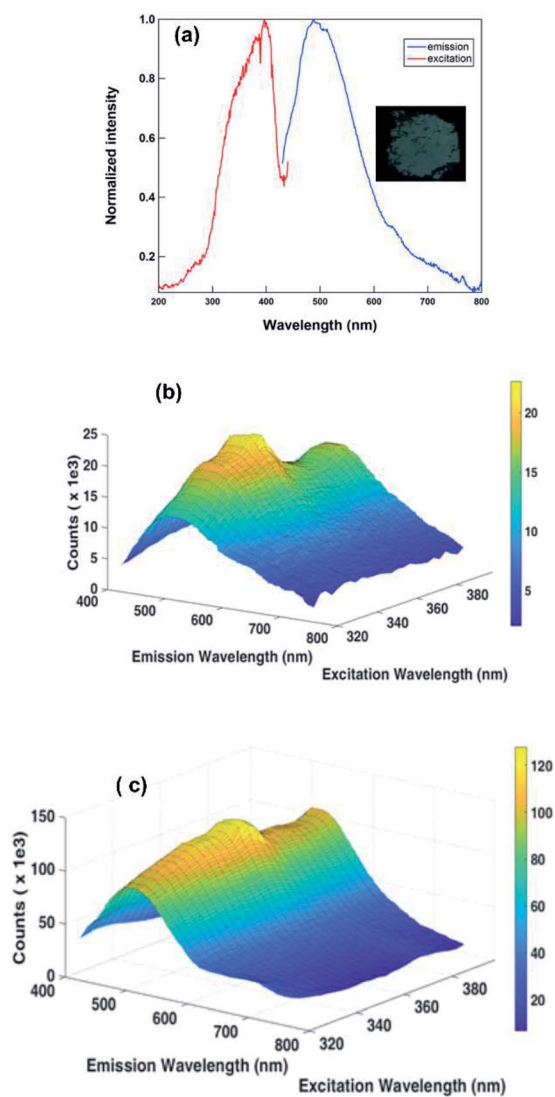 (a)
1.0
0.8
0.6
0.4
0.2
Normalized intensity
emission
excitation
200 300 400 500 600 700 800
Wavelength (nm)
(b)
25
20
15
10
5
0
Counts ( x 1e3)
400 500 600 700 800
Emission Wavelength (nm)
320 340 360 380
Excitation Wavelength (nm)
20
15
10
5
( c)
150
100
50
0
Counts ( x 1e3)
400 500 600 700 800
Emission Wavelength (nm)
320 340 360 380
Excitation Wavelength (nm)
120
100
80
60
40
20